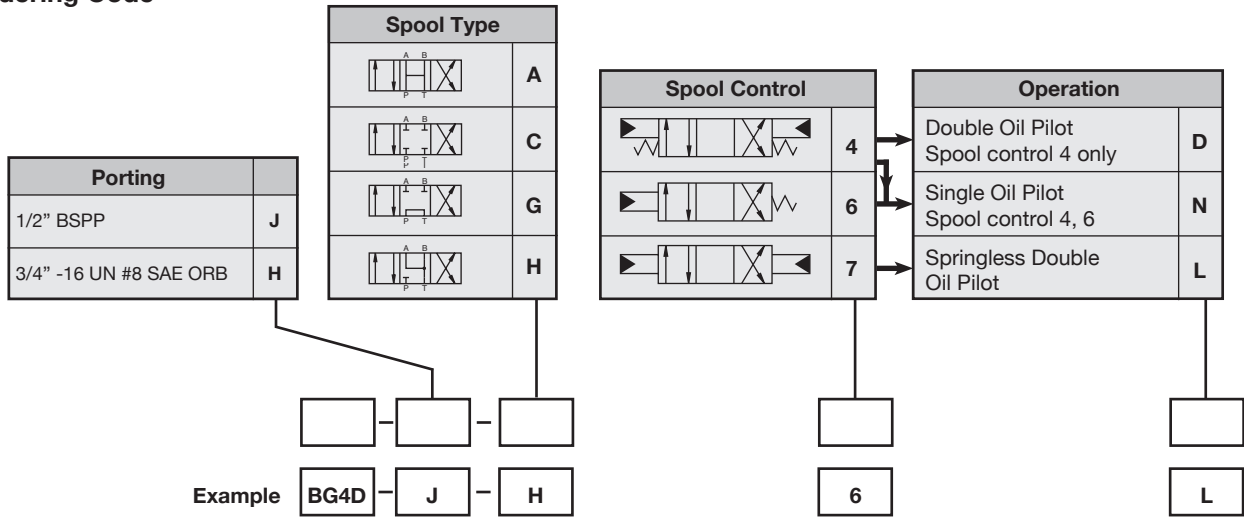 Spool Type
A B
P T
A
A B
P T
C
A B
P T
G
A B
P T
H
Porting
1/2” BSPP
J
3/4” -16 UN #8 SAE ORB
H
Spool Control
4
6
7
Operation
Double Oil Pilot
Spool control 4 only
D
Single Oil Pilot
Spool control 4, 6
N
Springless Double
Oil Pilot
L
– –
Example
BG4D – J – H
6
L